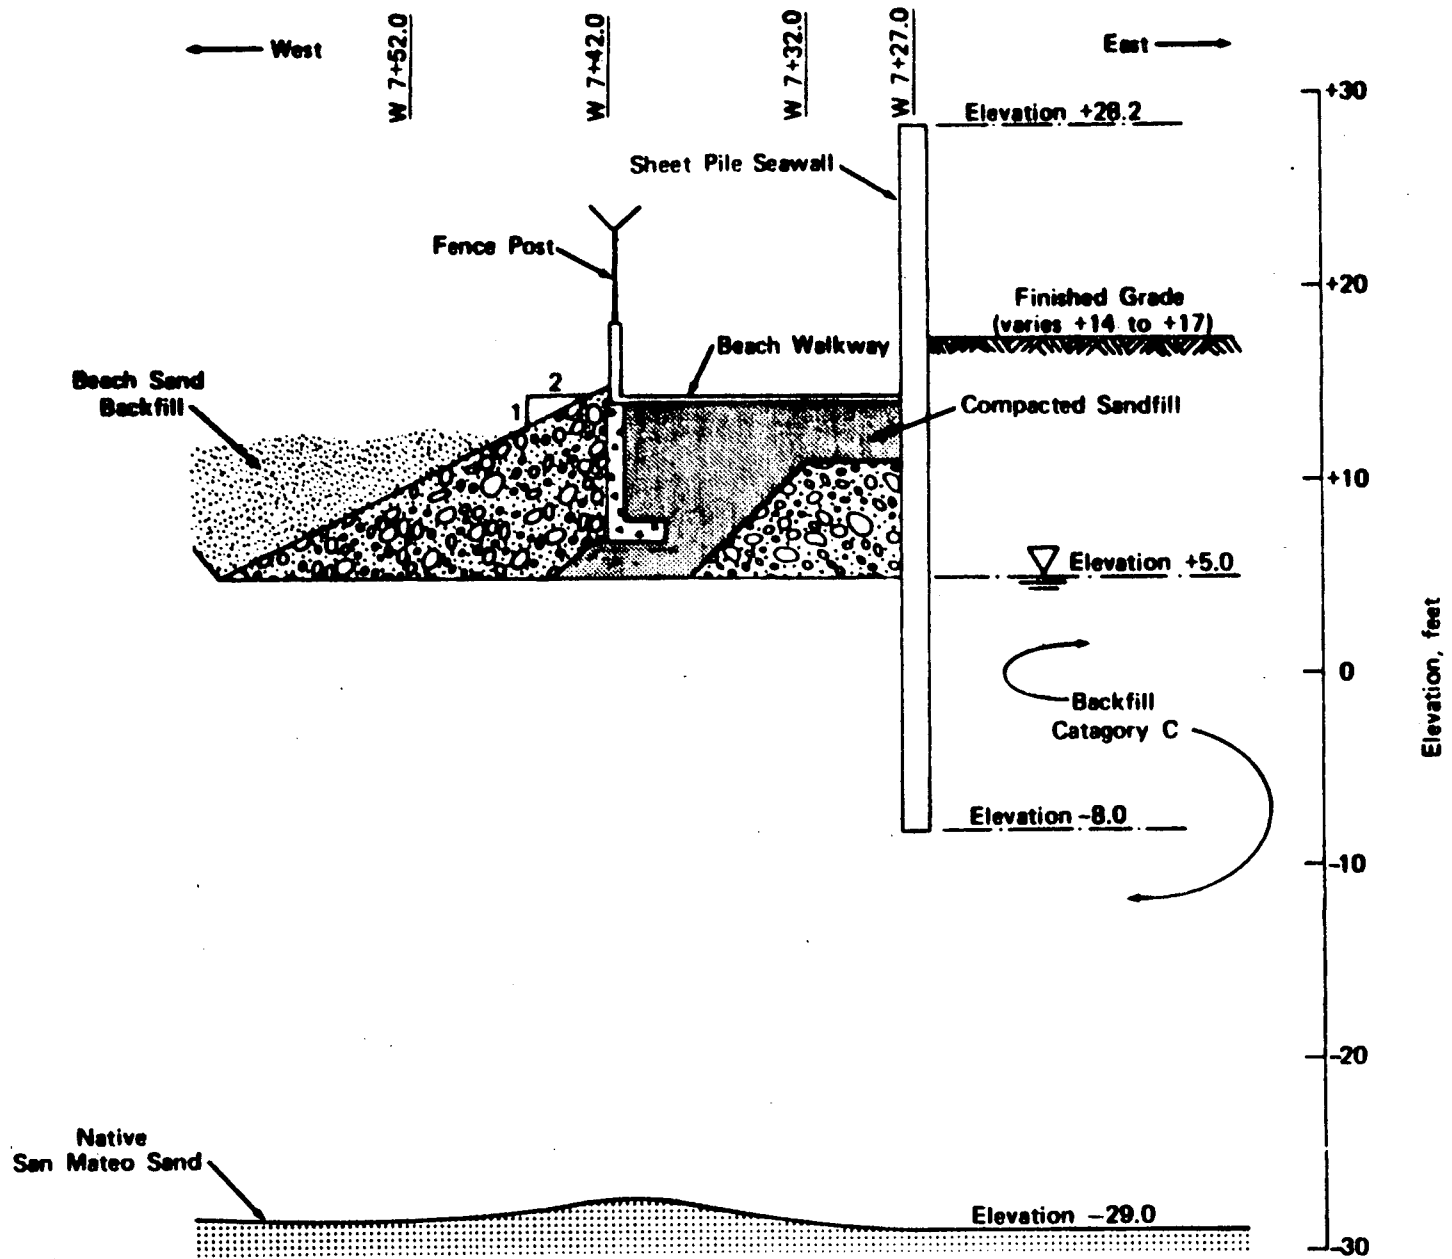 West
W 7+52.0
W 7+42.0
W 7+32.0
W 7+27.0
East
+30
Elevation +28.2
Sheet Pile Seawall
Fence Post
+20
Finished Grade
(varies +14 to +17)
Beach Walkway
Beach Sand
Backfill
2
1
Compacted Sandfill
+10
Elevation +5.0
0
Elevation, feet
Backfill
Catagory C
Elevation -8.0
-10
-20
Native
San Mateo Sand
Elevation -29.0
-30